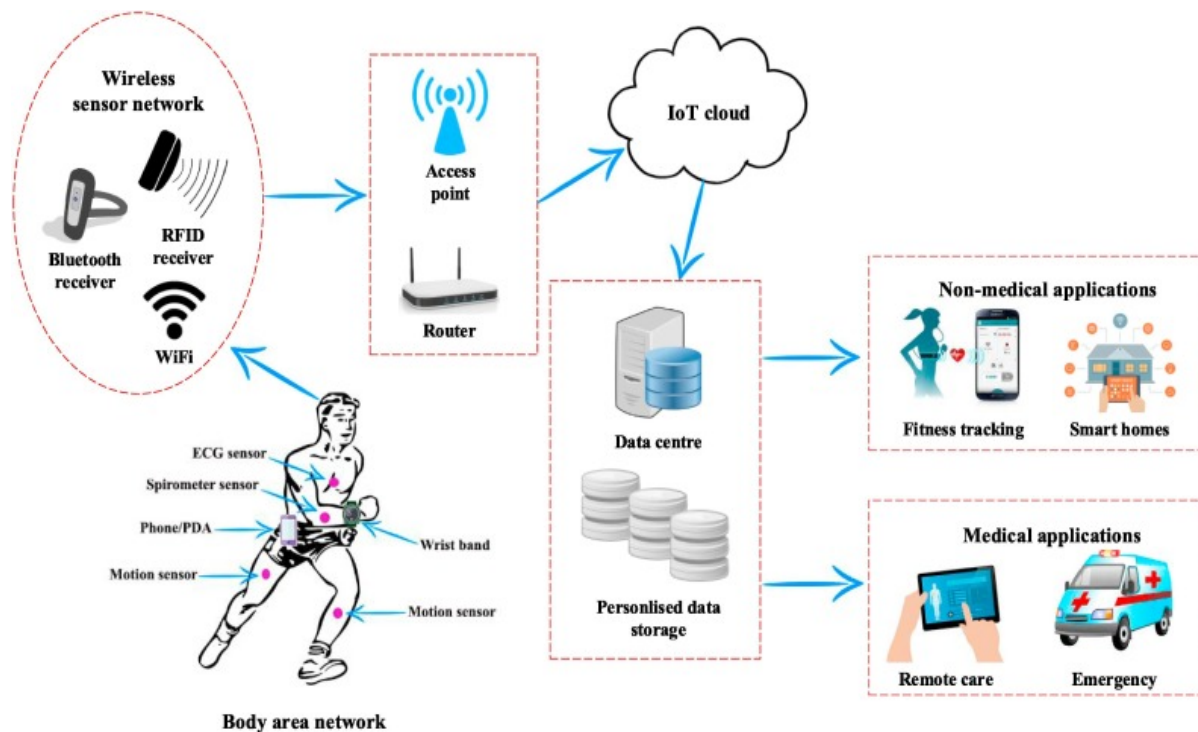 Wireless
sensor network
Bluetooth
receiver
RFID
receiver
WiFi
Access
point
Router
IoT cloud
Data centre
Personlised data
storage
Non-medical applications
Fitness tracking
Smart homes
Medical applications
Remote care
Emergency
ECG sensor
Spirometer sensor
Phone/PDA
Wrist band
Motion sensor
Motion sensor
Body area network